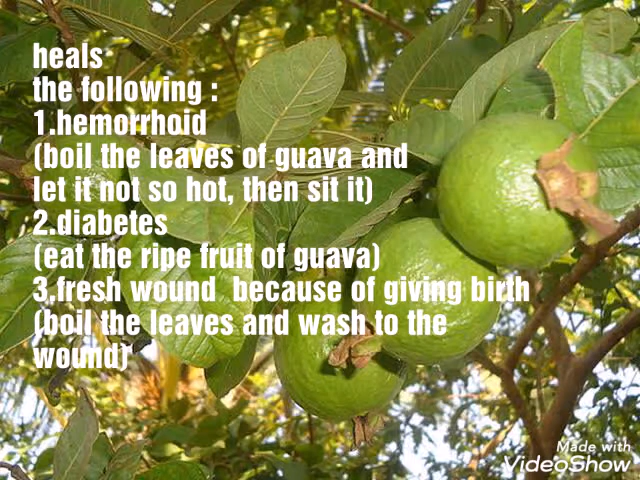 heals
the following :
1.hemorrhoid
(boil the leaves of guava and
let it not so hot, then sit it)
2.diabetes
(eat the ripe fruit of guava)
3.fresh wound  because of giving birth
(boil the leaves and wash to the
wound)
Made with
VideoShow